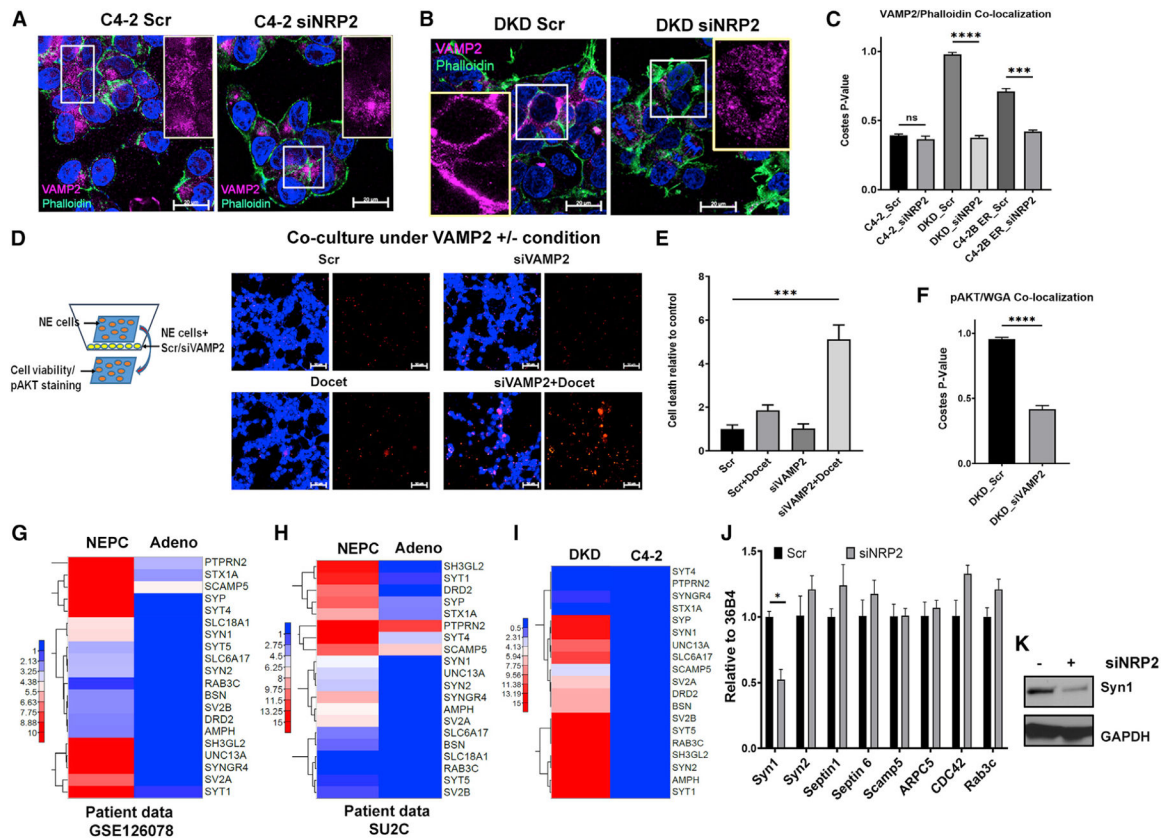 A
C4-2 Scr
C4-2 siNRP2
VAMP2
Phalloidin
20 μm
VAMP2
Phalloidin
20 μm
B
DKD Scr
DKD siNRP2
VAMP2
Phalloidin
20 μm
20 μm
C
VAMP2/Phalloidin Co-localization
Costes P-Value
1.0
0.5
0.0
ns
****
***
C4-2_Scr
C4-2_siNRP2
DKD_Scr
DKD_siNRP2
C4-2B ER_Scr
C4-2B ER_siNRP2
D
NE cells
NE cells+
Scr/siVAMP2
Cell viability/
pAKT staining
Co-culture under VAMP2 +/- condition
Scr
siVAMP2
Docet
siVAMP2+Docet
E
Cell death relative to control
8
6
4
2
0
***
Scr
Scr+Docet
siVAMP2
siVAMP2+Docet
F
pAKT/WGA Co-localization
Costes P-Value
1.0
0.5
0.0
****
DKD_Scr
DKD_siVAMP2
G
NEPC
Adeno
1
2.13
3.25
4.38
5.5
6.63
7.75
8.88
10
PTPRN2
STX1A
SCAMP5
SYP
SYT4
SLC18A1
SYN1
SYT5
SLC6A17
SYN2
RAB3C
BSN
SV2B
DRD2
AMPH
SH3GL2
UNC13A
SYNGR4
SV2A
SYT1
Patient data
GSE126078
H
NEPC
Adeno
1
2.75
4.5
6.25
8
9.75
11.5
13.25
15
SH3GL2
SYT1
DRD2
SYP
STX1A
PTPRN2
SYT4
SCAMP5
SYN1
UNC13A
SYN2
SYNGR4
AMPH
SV2A
SLC6A17
BSN
SLC18A1
RAB3C
SYT5
SV2B
Patient data
SU2C
I
DKD
C4-2
0.5
2.31
4.13
5.94
7.75
9.56
11.38
13.19
15
SYT4
PTPRN2
SYNGR4
STX1A
SYP
SYN1
UNC13A
SLC6A17
SCAMP5
SV2A
DRD2
BSN
SV2B
SYT5
RAB3C
SH3GL2
SYN2
AMPH
SYT1
J
Scr
siNRP2
Relative to 36B4
1.5
1.0
0.5
0.0
*
Syn1
Syn2
Septin1
Septin 6
Scamp5
ARPC5
CDC42
Rab3c
K
- + siNRP2
Syn1
GAPDH